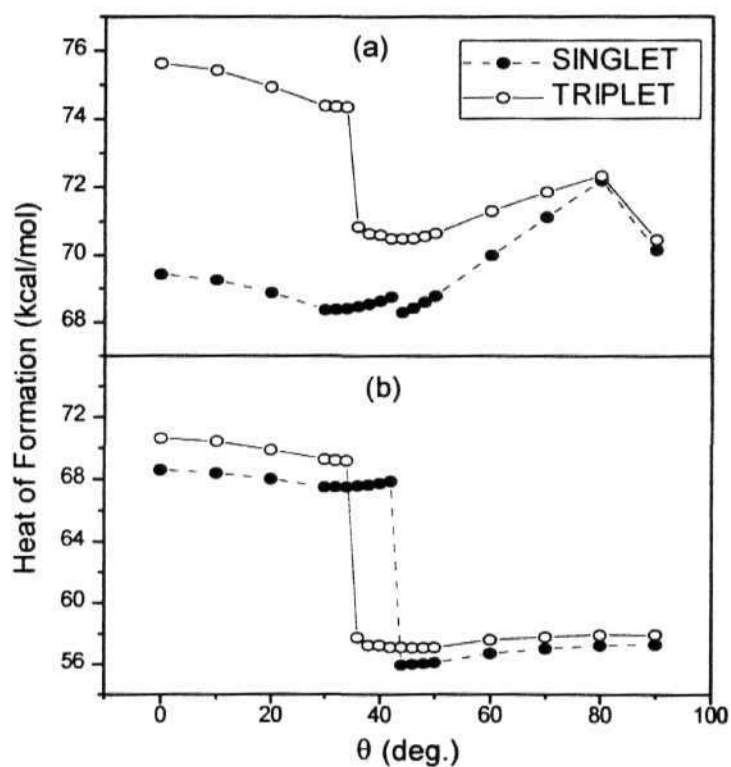 (a)
SINGLET
TRIPLET
76
74
72
70
68
Heat of Formation (kcal/mol)
(b)
72
68
64
60
56
0 20 40 60 80 100
θ (deg.)